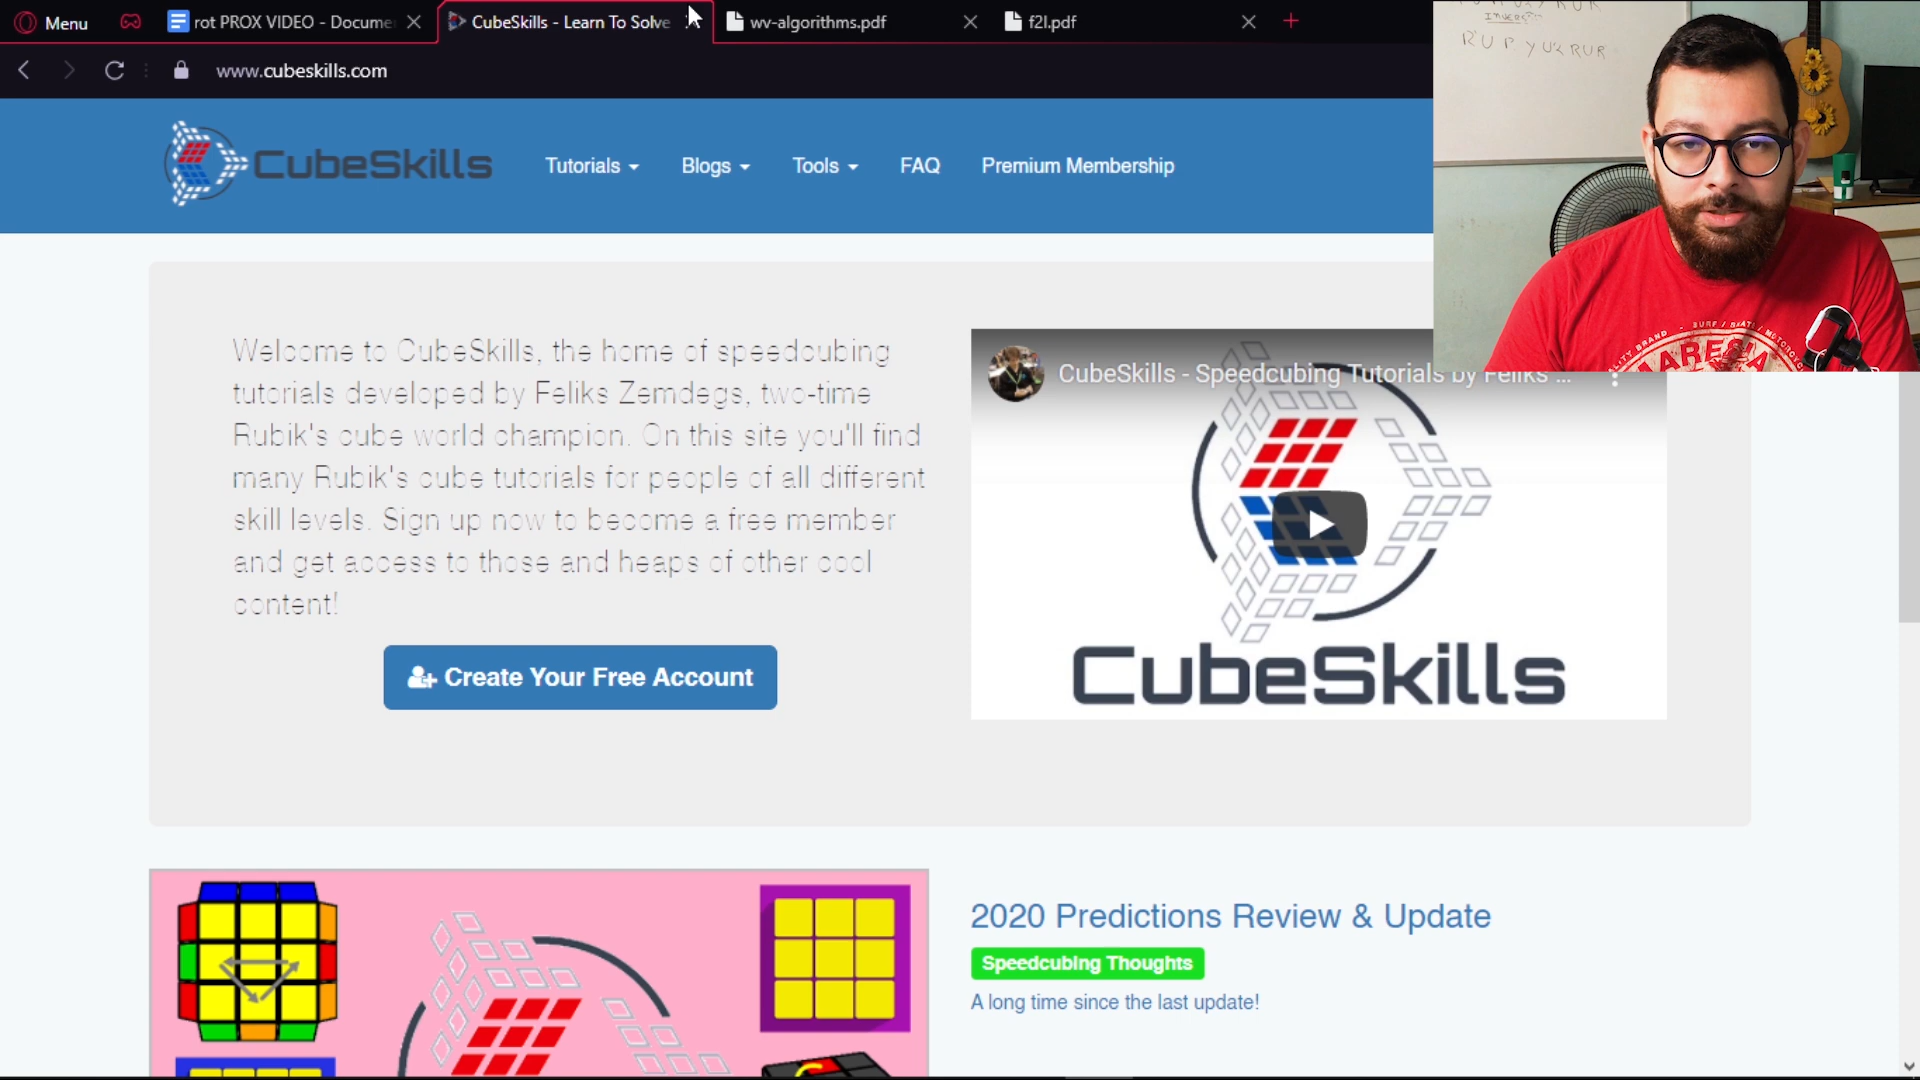 Menu
rot PROX VIDEO - Docume
CubeSkills - Learn To Solve
wv-algorithms.pdf
f2l.pdf
www.cubeskills.com
INVERSE
R U P Y U2 R U R
CubeSkills
Tutorials
Blogs
Tools
FAQ
Premium Membership
Welcome to CubeSkills, the home of speedcubing
tutorials developed by Feliks Zemdegs, two-time
Rubik's cube world champion. On this site you'll find
many Rubik's cube tutorials for people of all different
skill levels. Sign up now to become a free member
and get access to those and heaps of other cool
content!
Create Your Free Account
CubeSkills - Speedcubing Tutorials by Feliks ...
CubeSkills
2020 Predictions Review & Update
Speedcubing Thoughts
A long time since the last update!